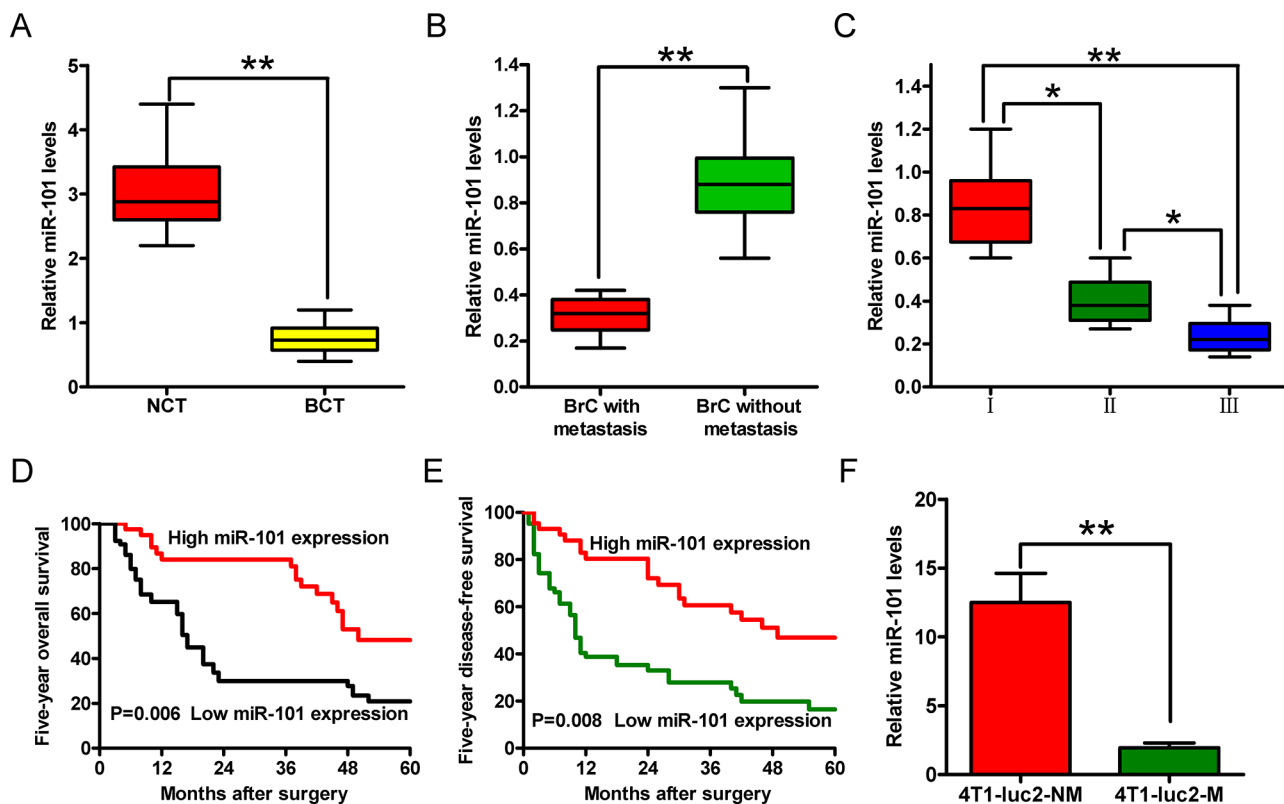 A
Relative miR-101 levels
5
4
3
2
1
0
**
NCT
BCT
B
Relative miR-101 levels
1.4
1.2
1.0
0.8
0.6
0.4
0.2
0.0
**
BrC with
metastasis
BrC without
metastasis
C
Relative miR-101 levels
1.4
1.2
1.0
0.8
0.6
0.4
0.2
0.0
**
*
*
I
II
III
D
Five-year overall survival
100
80
60
40
20
0
High miR-101 expression
P=0.006 Low miR-101 expression
0
12
24
36
48
60
Months after surgery
E
Five-year disease-free survival
100
80
60
40
20
0
High miR-101 expression
P=0.008 Low miR-101 expression
0
12
24
36
48
60
Months after surgery
F
Relative miR-101 levels
20
15
10
5
0
**
4T1-luc2-NM
4T1-luc2-M